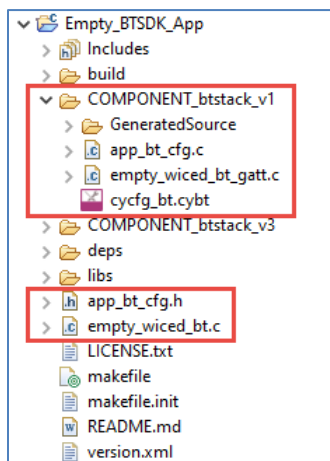 Empty_BTSDK_App
Includes
build
COMPONENT_btstack_v1
GeneratedSource
app_bt_cfg.c
empty_wiced_bt_gatt.c
cycfg_bt.cybt
COMPONENT_btstack_v3
deps
libs
app_bt_cfg.h
empty_wiced_bt.c
LICENSE.txt
makefile
makefile.init
README.md
version.xml